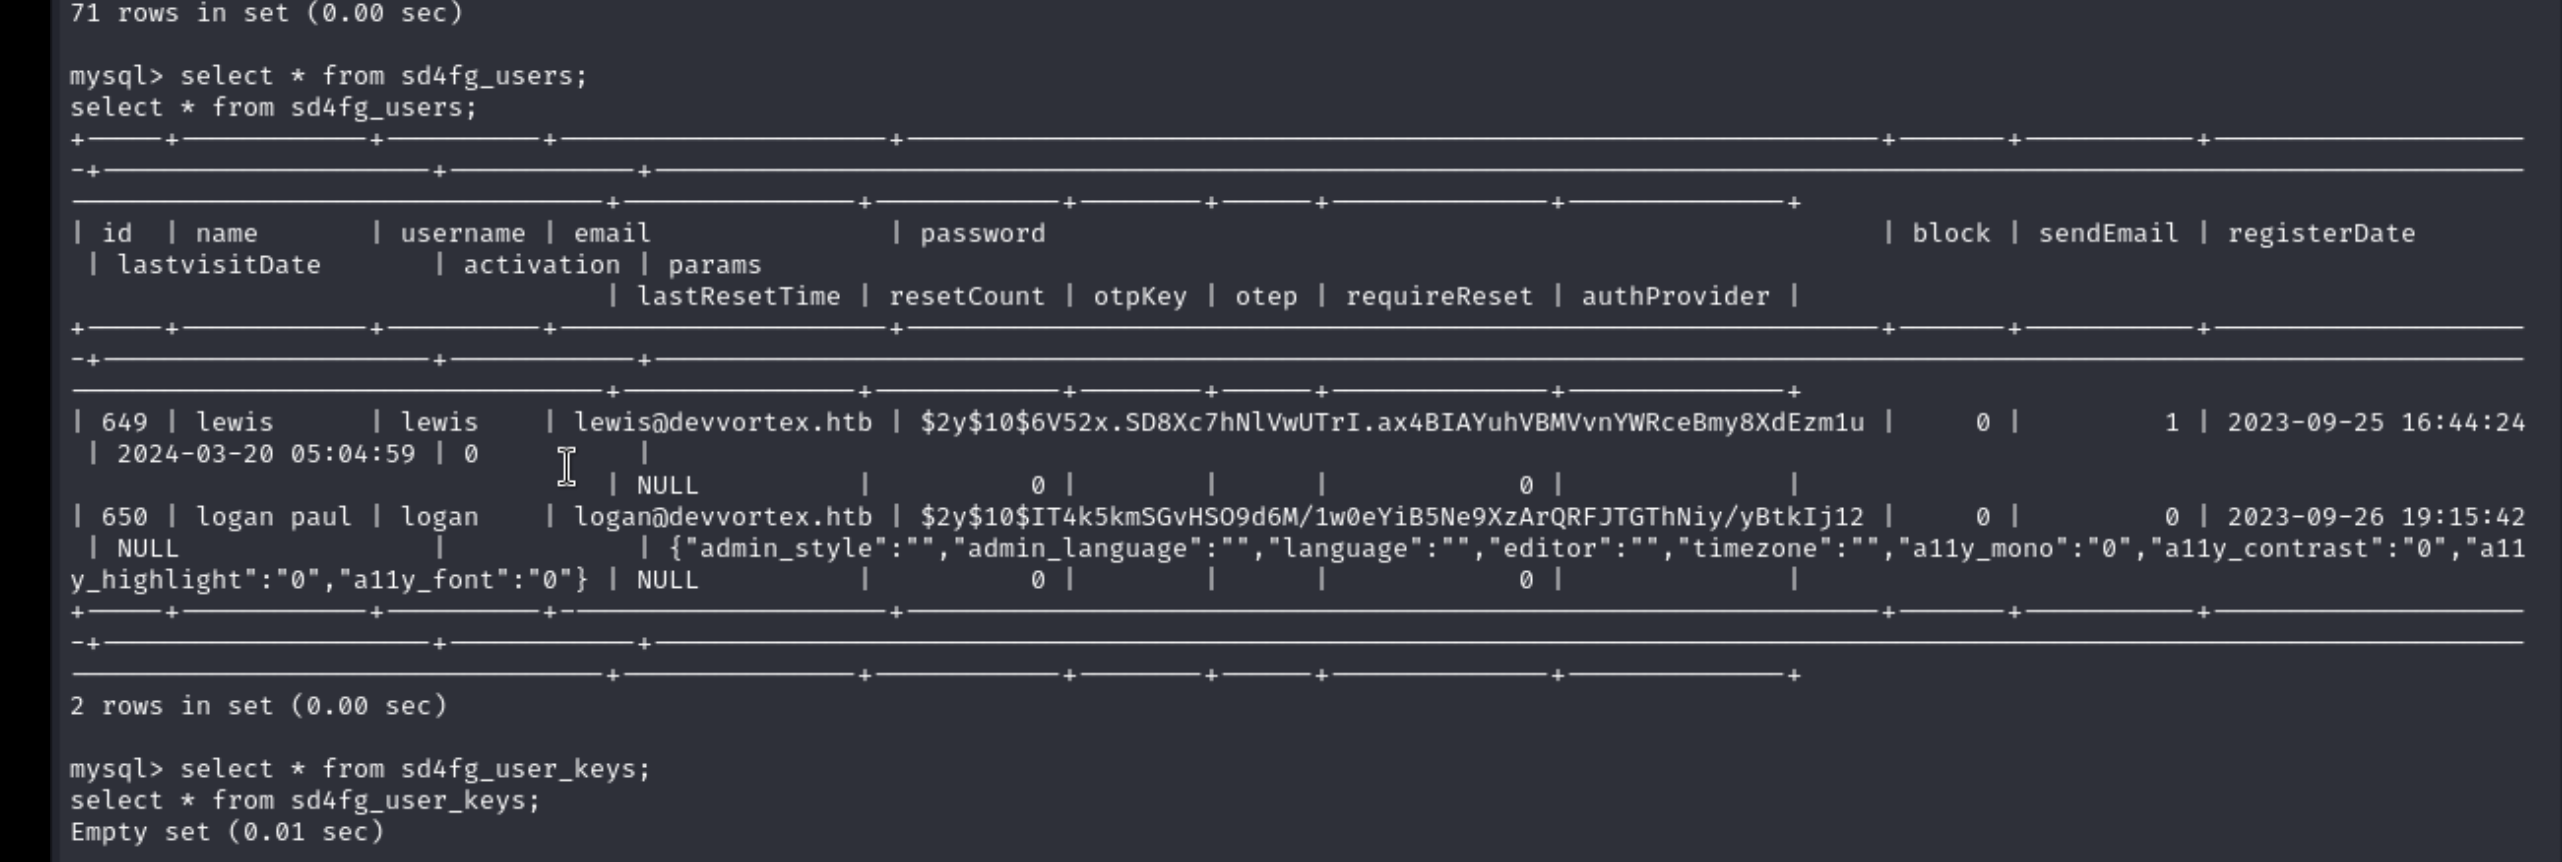 71 rows in set (0.00 sec)
mysql> select * from sd4fg_users;
select * from sd4fg_users;
| id | name | username | email | password | block | sendEmail | registerDate
| lastvisitDate | activation | params
| lastResetTime | resetCount | otpKey | otep | requireReset | authProvider |
| 649 | lewis | lewis | lewis@devvortex.htb | $2y$10$6V52x.SD8Xc7hNlVwUTrI.ax4BIAYuhVBMVvnYWRceBmy8XdEzm1u | 0 | 1 | 2023-09-25 16:44:24
| 2024-03-20 05:04:59 | 0 |
| NULL | 0 | | | 0 | |
| 650 | logan paul | logan | logan@devvortex.htb | $2y$10$IT4k5kmSGvHSO9d6M/1w0eYiB5Ne9XzArQRFJTGThNiy/yBtkIj12 | 0 | 0 | 2023-09-26 19:15:42
| NULL | | {"admin_style":"","admin_language":"","language":"","editor":"","timezone":"","a11y_mono":"0","a11y_contrast":"0","a11
y_highlight":"0","a11y_font":"0"} | NULL | 0 | | | 0 | |
2 rows in set (0.00 sec)
mysql> select * from sd4fg_user_keys;
select * from sd4fg_user_keys;
Empty set (0.01 sec)